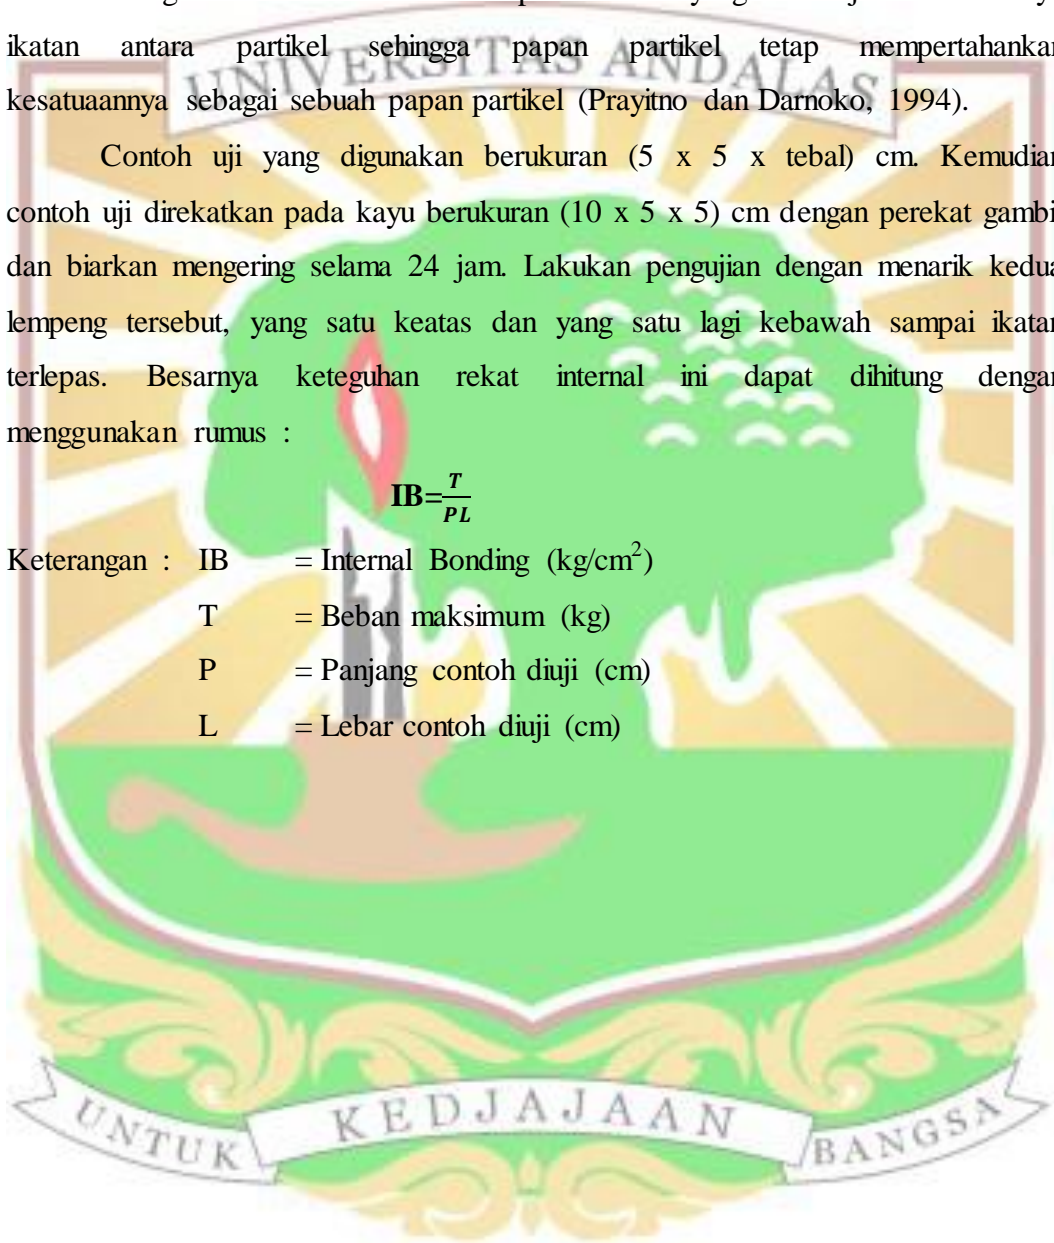 ikatan antara partikel sehingga papan partikel tetap mempertahankan
UNIVERSITAS ANDALAS
kesatuaannya sebagai sebuah papan partikel (Prayitno dan Darnoko, 1994).
Contoh uji yang digunakan berukuran (5 x 5 x tebal) cm. Kemudian
contoh uji direkatkan pada kayu berukuran (10 x 5 x 5) cm dengan perekat gambi
dan biarkan mengering selama 24 jam. Lakukan pengujian dengan menarik kedua
lempeng tersebut, yang satu keatas dan yang satu lagi kebawah sampai ikatan
terlepas. Besarnya keteguhan rekat internal ini dapat dihitung dengan
menggunakan rumus :
IB=T/PL
Keterangan : IB = Internal Bonding (kg/cm²)
T = Beban maksimum (kg)
P = Panjang contoh diuji (cm)
L = Lebar contoh diuji (cm)
UNTUK KEDJAJAAN BANGSA